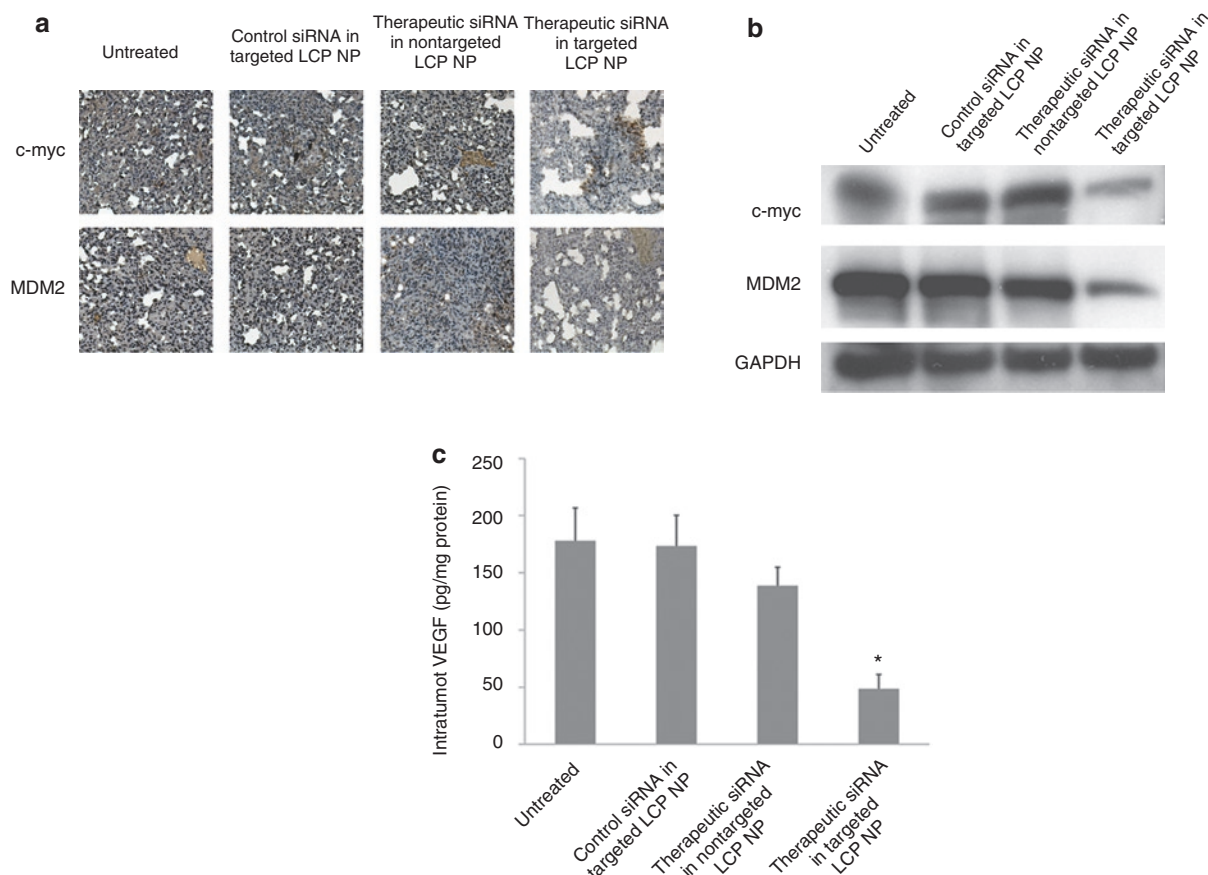 a
Untreated
Control siRNA in
targeted LCP NP
Therapeutic siRNA
in nontargeted
LCP NP
Therapeutic siRNA
in targeted
LCP NP
c-myc
MDM2
b
Untreated
Control siRNA in
targeted LCP NP
Therapeutic siRNA in
nontargeted LCP NP
Therapeutic siRNA in
targeted LCP NP
c-myc
MDM2
GAPDH
c
Intratumot VEGF (pg/mg protein)
250
200
150
100
50
0
*
Untreated
Control siRNA in
targeted LCP NP
Therapeutic siRNA
in nontargeted
LCP NP
Therapeutic siRNA
in targeted
LCP NP